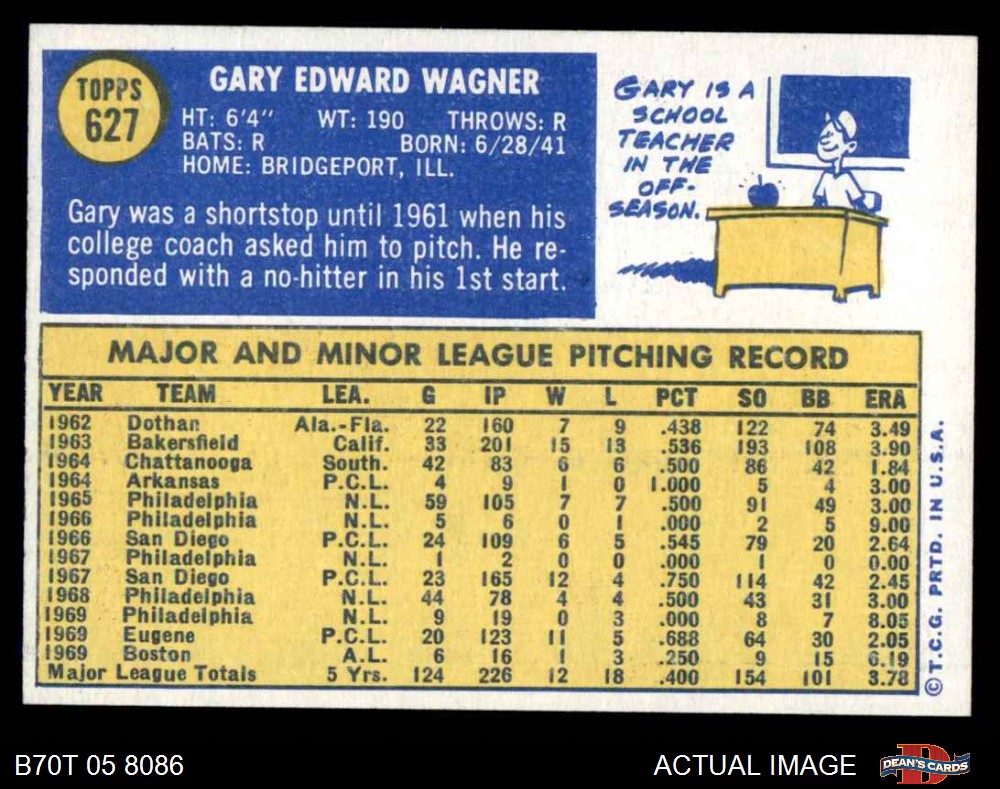 TOPPS
627
GARY EDWARD WAGNER
HT: 6'4" WT: 190 THROWS: R
BATS: R BORN: 6/28/41
HOME: BRIDGEPORT, ILL.
Gary was a shortstop until 1961 when his
college coach asked him to pitch. He re-
sponded with a no-hitter in his 1st start.
GARY IS A
SCHOOL
TEACHER
IN THE
OFF-
SEASON.
MAJOR AND MINOR LEAGUE PITCHING RECORD
YEAR TEAM LEA. G IP W L PCT SO BB ERA
1962 Dothan Ala.-Fla. 22 160 7 9 .438 122 74 3.49
1963 Bakersfield Calif. 33 201 15 13 .536 193 108 3.90
1964 Chattanooga South. 42 83 6 6 .500 86 42 1.84
1964 Arkansas P.C.L. 4 9 1 0 1.000 5 4 3.00
1965 Philadelphia N.L. 59 105 7 7 .500 91 49 3.00
1966 Philadelphia N.L. 5 6 0 1 .000 2 5 9.00
1966 San Diego P.C.L. 24 109 6 5 .545 79 20 2.64
1967 Philadelphia N.L. 1 2 0 0 .000 1 0 0.00
1967 San Diego P.C.L. 23 165 12 4 .750 114 42 2.45
1968 Philadelphia N.L. 44 78 4 4 .500 43 31 3.00
1969 Philadelphia N.L. 9 19 0 3 .000 8 7 8.05
1969 Eugene P.C.L. 20 123 11 5 .688 64 30 2.05
1969 Boston A.L. 6 16 1 3 .250 9 15 6.19
Major League Totals 5 Yrs. 124 226 12 18 .400 154 101 3.78
©T.C.G. PRTD. IN U.S.A.
B70T 05 8086
ACTUAL IMAGE
DEAN'S CARDS